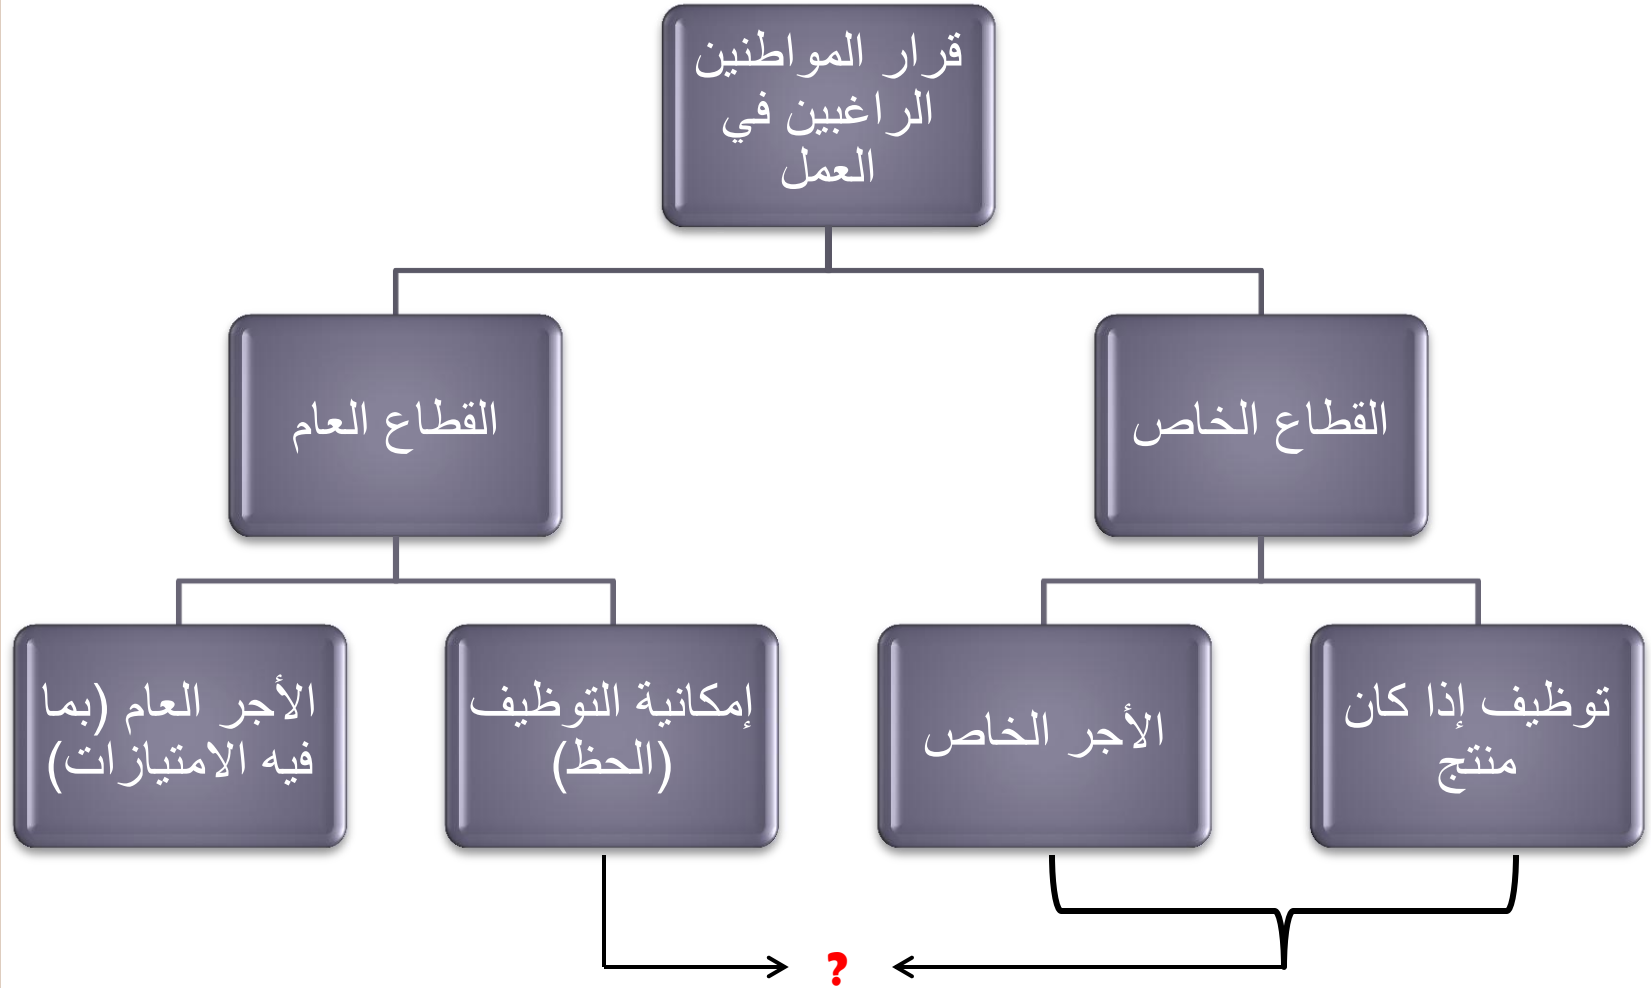 قرار المواطنين
الراغبين في
العمل
القطاع الخاص
القطاع العام
توظيف إذا كان
منتج
الأجر الخاص
إمكانية التوظيف
(الحظ)
الأجر العام (بما
فيه الامتيازات)
?